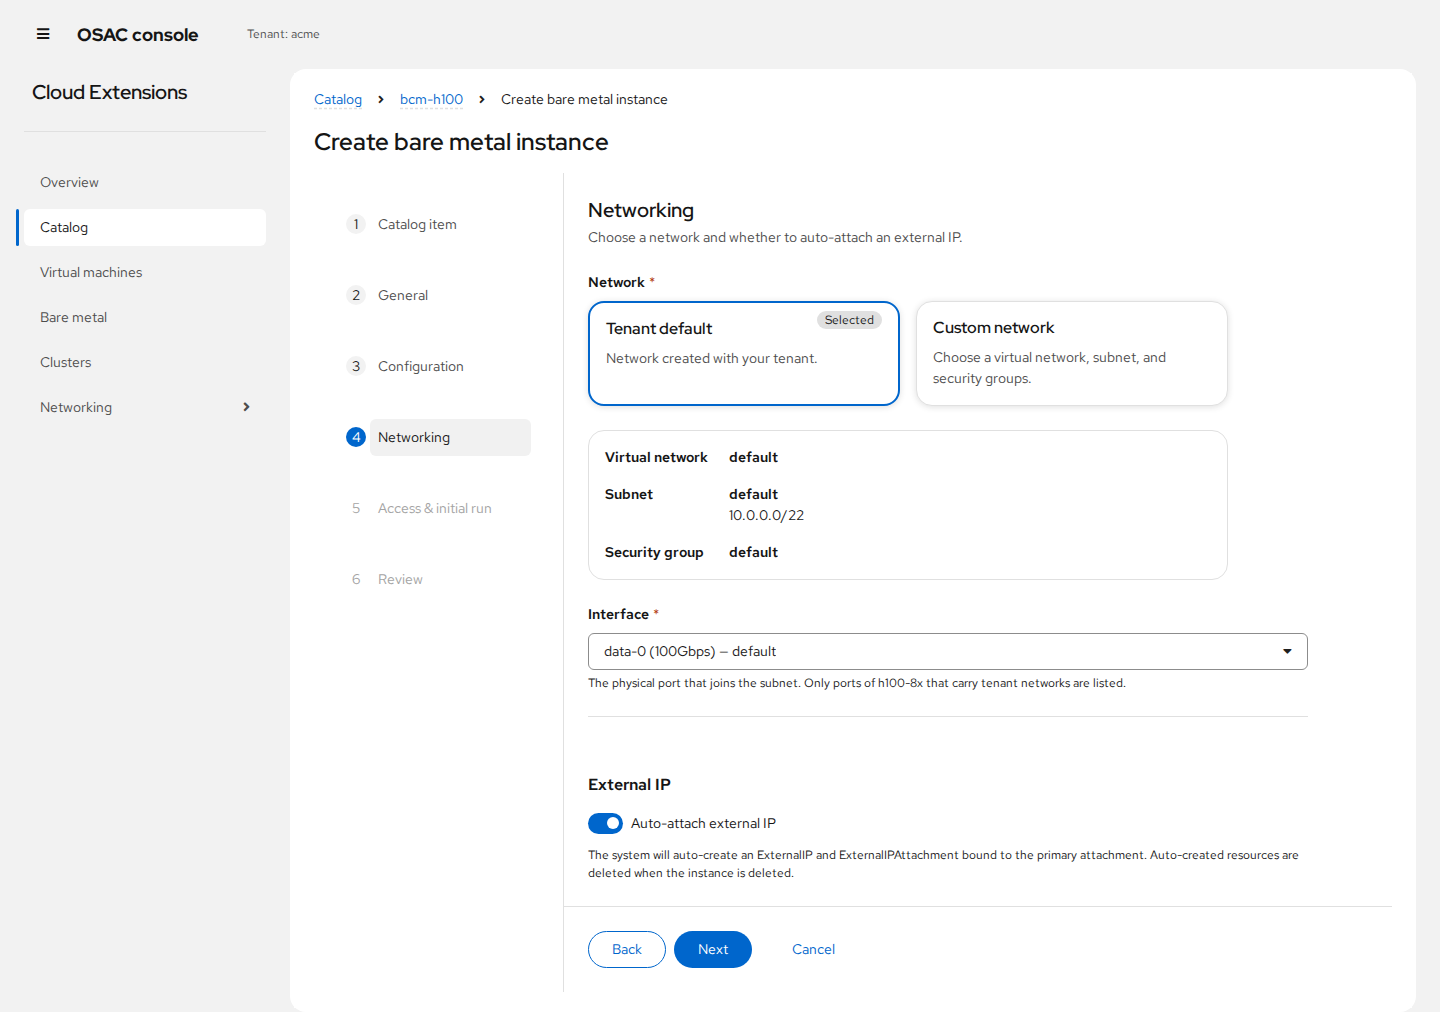 OSAC console
Tenant: acme
Cloud Extensions
Overview
Catalog
Virtual machines
Bare metal
Clusters
Networking
Catalog
bcm-h100
Create bare metal instance
Create bare metal instance
1 Catalog item
2 General
3 Configuration
4 Networking
5 Access & initial run
6 Review
Networking
Choose a network and whether to auto-attach an external IP.
Network *
Tenant default
Selected
Network created with your tenant.
Custom network
Choose a virtual network, subnet, and
security groups.
Virtual network default
Subnet default
10.0.0.0/22
Security group default
Interface *
data-0 (100Gbps) — default
The physical port that joins the subnet. Only ports of h100-8x that carry tenant networks are listed.
External IP
Auto-attach external IP
The system will auto-create an ExternalIP and ExternalIPAttachment bound to the primary attachment. Auto-created resources are
deleted when the instance is deleted.
Back
Next
Cancel